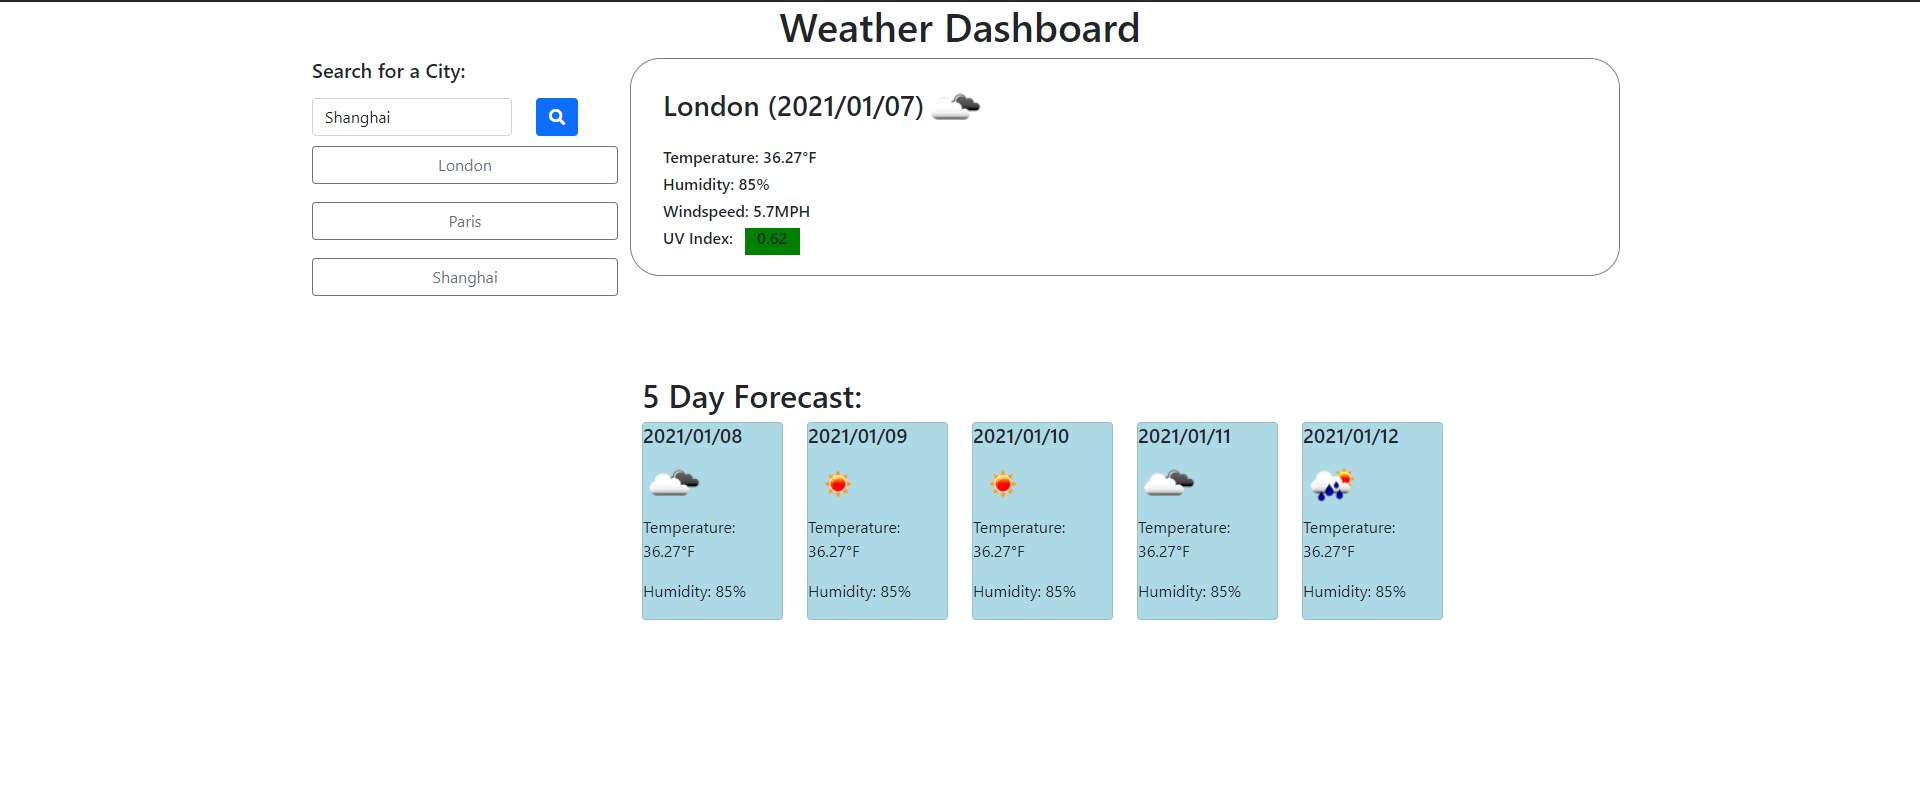 Weather Dashboard
Search for a City:
Shanghai
London
Paris
Shanghai
London (2021/01/07)
Temperature: 36.27°F
Humidity: 85%
Windspeed: 5.7MPH
UV Index: 0.62
5 Day Forecast:
2021/01/08
Temperature:
36.27°F
Humidity: 85%
2021/01/09
Temperature:
36.27°F
Humidity: 85%
2021/01/10
Temperature:
36.27°F
Humidity: 85%
2021/01/11
Temperature:
36.27°F
Humidity: 85%
2021/01/12
Temperature:
36.27°F
Humidity: 85%